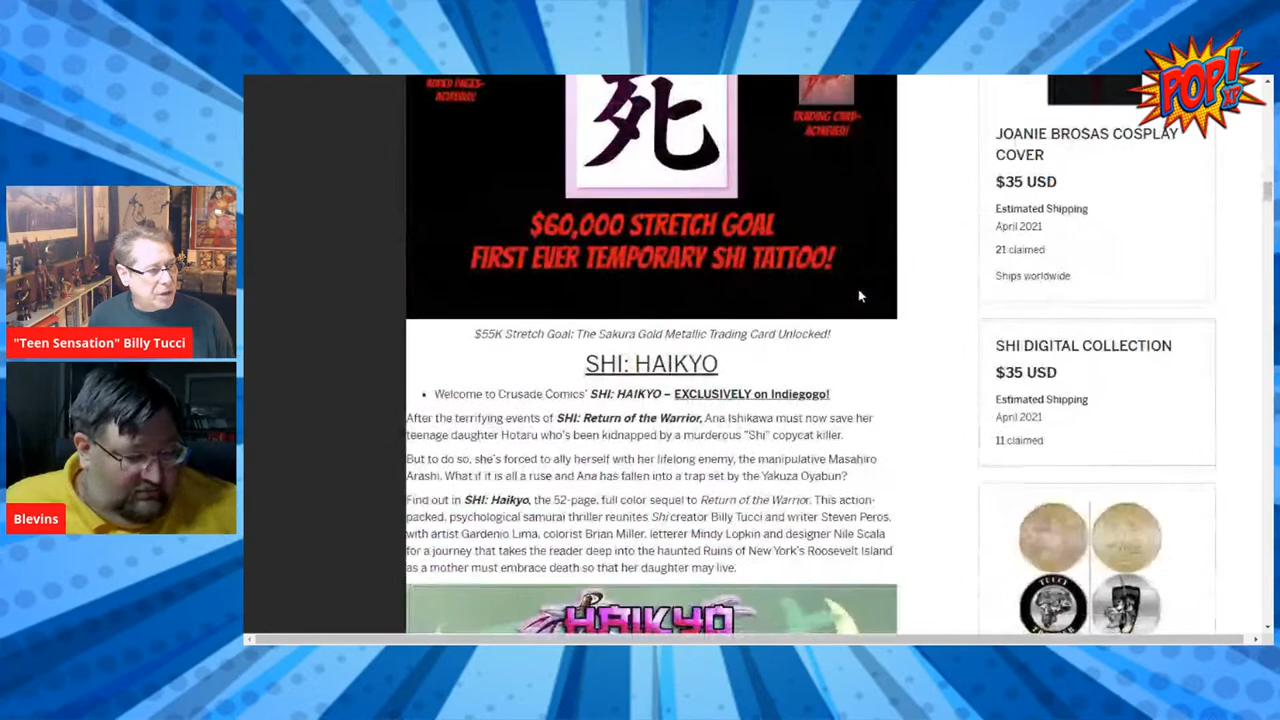 POP!
XP
ADDED PAGES-
ACHIEVED!
死
TRADING CARD-
ACHIEVED!
$60,000 STRETCH GOAL
FIRST EVER TEMPORARY SHI TATTOO!
$55K Stretch Goal: The Sakura Gold Metallic Trading Card Unlocked!
SHI: HAIKYO
• Welcome to Crusade Comics' SHI: HAIKYO – EXCLUSIVELY on Indiegogo!
After the terrifying events of SHI: Return of the Warrior, Ana Ishikawa must now save her
teenage daughter Hotaru who's been kidnapped by a murderous "Shi" copycat killer.
But to do so, she's forced to ally herself with her lifelong enemy, the manipulative Masahiro
Arashi. What if it is all a ruse and Ana has fallen into a trap set by the Yakuza Oyabun?
Find out in SHI: Haikyo, the 52-page, full color sequel to Return of the Warrior. This action-
packed, psychological samurai thriller reunites Shi creator Billy Tucci and writer Steven Peros,
with artist Gardenio Lima, colorist Brian Miller, letterer Mindy Lopkin and designer Nile Scala
for a journey that takes the reader deep into the haunted Ruins of New York's Roosevelt Island
as a mother must embrace death so that her daughter may live.
HAIKYO
JOANIE BROSAS COSPLAY
COVER
$35 USD
Estimated Shipping
April 2021
21 claimed
Ships worldwide
SHI DIGITAL COLLECTION
$35 USD
Estimated Shipping
April 2021
11 claimed
TUCCI
"Teen Sensation" Billy Tucci
Blevins